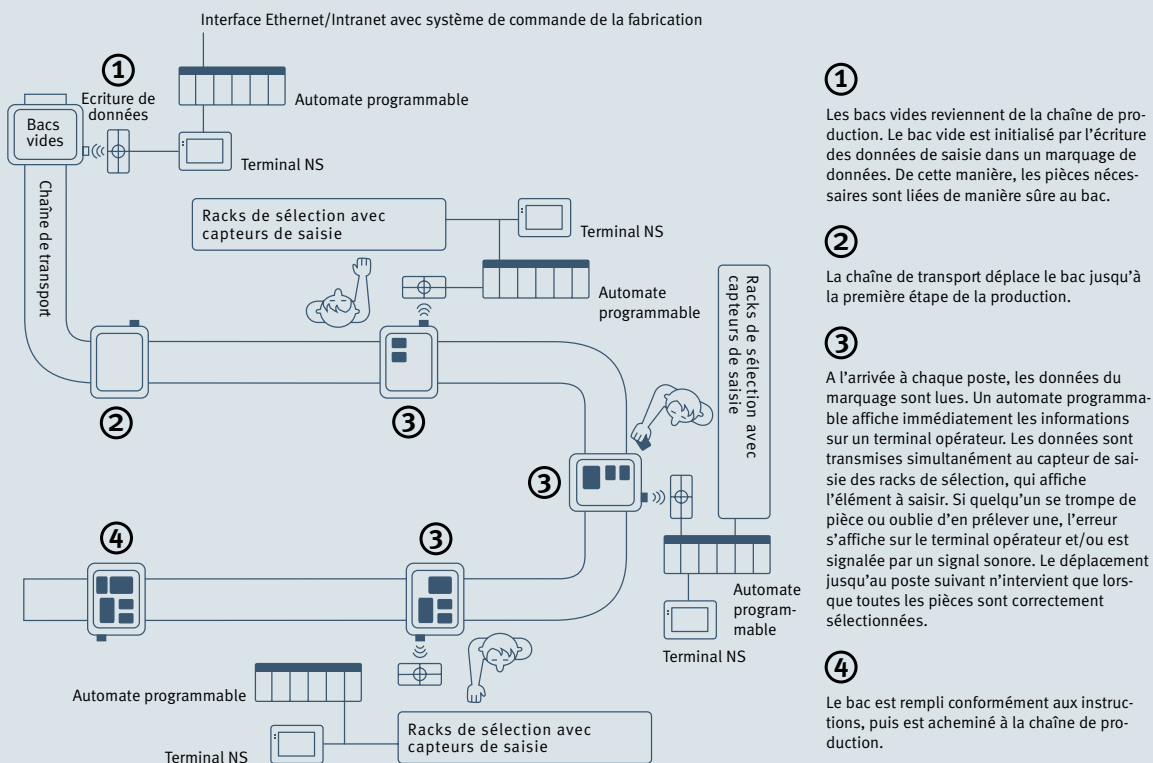 Interface Ethernet/Intranet avec système de commande de la fabrication
1
Ecriture de
données
Automate programmable
Bacs
vides
Terminal NS
Chaîne de transport
Racks de sélection avec
capteurs de saisie
Terminal NS
Automate
programmable
Racks de sélection avec
capteurs de saisie
2
3
3
4
3
Automate
program-
mable
Terminal NS
Automate programmable
Terminal NS
Racks de sélection avec
capteurs de saisie
1
Les bacs vides reviennent de la chaîne de pro-
duction. Le bac vide est initialisé par l’écriture
des données de saisie dans un marquage de
données. De cette manière, les pièces néces-
saires sont liées de manière sûre au bac.
2
La chaîne de transport déplace le bac jusqu’à
la première étape de la production.
3
A l’arrivée à chaque poste, les données du
marquage sont lues. Un automate programma-
ble affiche immédiatement les informations
sur un terminal opérateur. Les données sont
transmises simultanément au capteur de sai-
sie des racks de sélection, qui affiche
l’élément à saisir. Si quelqu’un se trompe de
pièce ou oublie d’en prélever une, l’erreur
s’affiche sur le terminal opérateur et/ou est
signalée par un signal sonore. Le déplacement
jusqu’au poste suivant n’intervient que lors-
que toutes les pièces sont correctement
sélectionnées.
4
Le bac est rempli conformément aux instruc-
tions, puis est acheminé à la chaîne de pro-
duction.